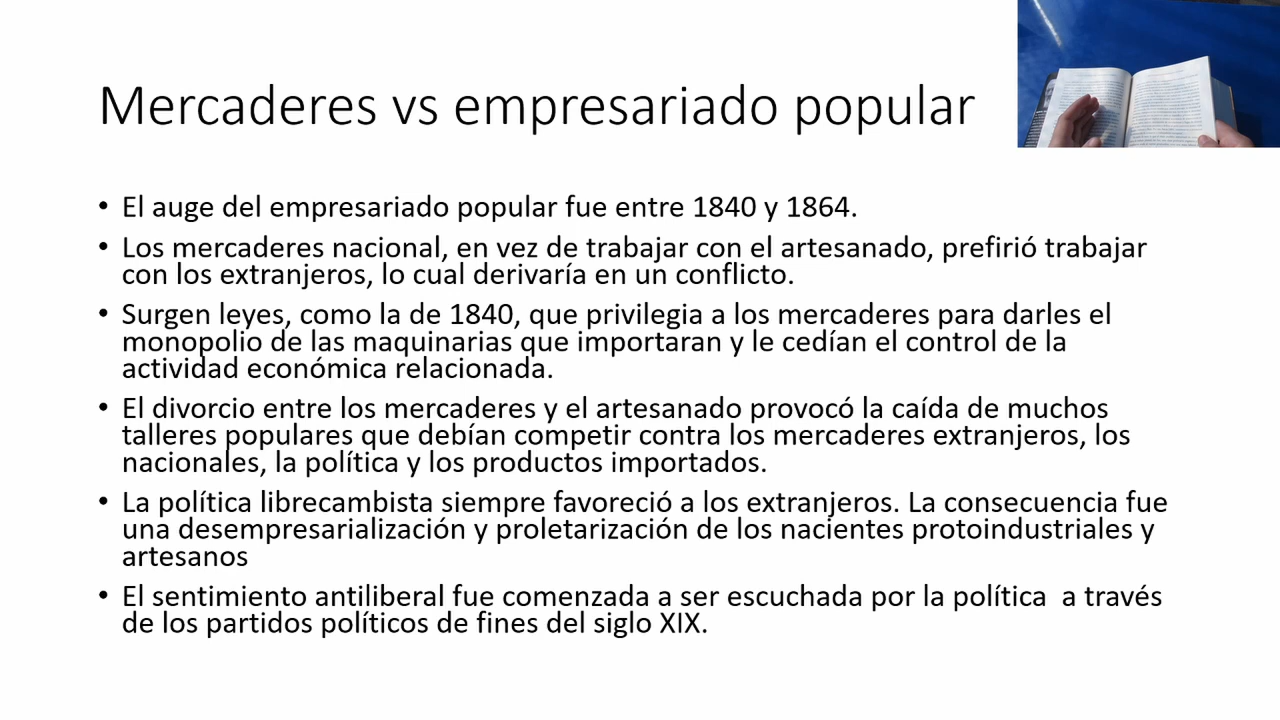 Mercaderes vs empresariado popular
• El auge del empresariado popular fue entre 1840 y 1864.
• Los mercaderes nacional, en vez de trabajar con el artesanado, prefirió trabajar
con los extranjeros, lo cual derivaría en un conflicto.
• Surgen leyes, como la de 1840, que privilegia a los mercaderes para darles el
monopolio de las maquinarias que importaran y le cedían el control de la
actividad económica relacionada.
• El divorcio entre los mercaderes y el artesanado provocó la caída de muchos
talleres populares que debían competir contra los mercaderes extranjeros, los
nacionales, la política y los productos importados.
• La política librecambista siempre favoreció a los extranjeros. La consecuencia fue
una desempresarialización y proletarización de los nacientes protoindustriales y
artesanos
• El sentimiento antiliberal fue comenzada a ser escuchada por la política  a través
de los partidos políticos de fines del siglo XIX.